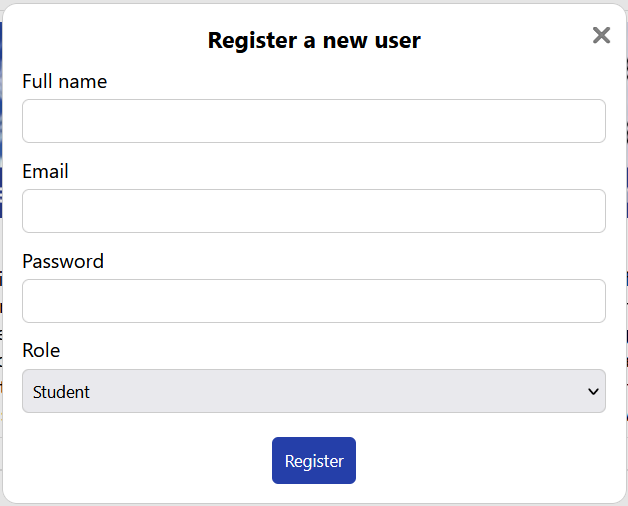 Register a new user
Full name
Email
Password
Role
Student
Register